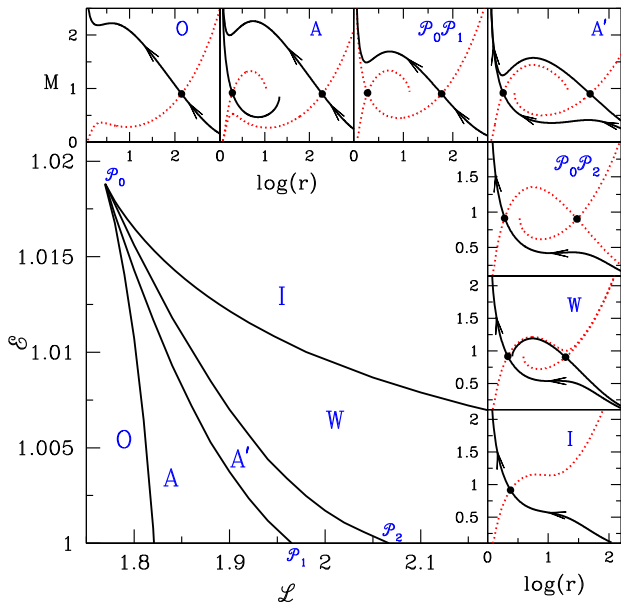 O A 𝒫₀𝒫₁ A′
2
M 1
0
0 1 2 0 1 2 0 1 2
log(r)
𝒫₀
1.02
1.5
1
0.5
𝒫₀𝒫₂
ℰ 1.01
I
W
2
1.5
1
0.5
W
1.005
O A A′
2
1.5
1
0.5
I
1
𝒫₂
1.8 1.9 2 2.1
𝒫₁
ℒ
0 1 2
log(r)